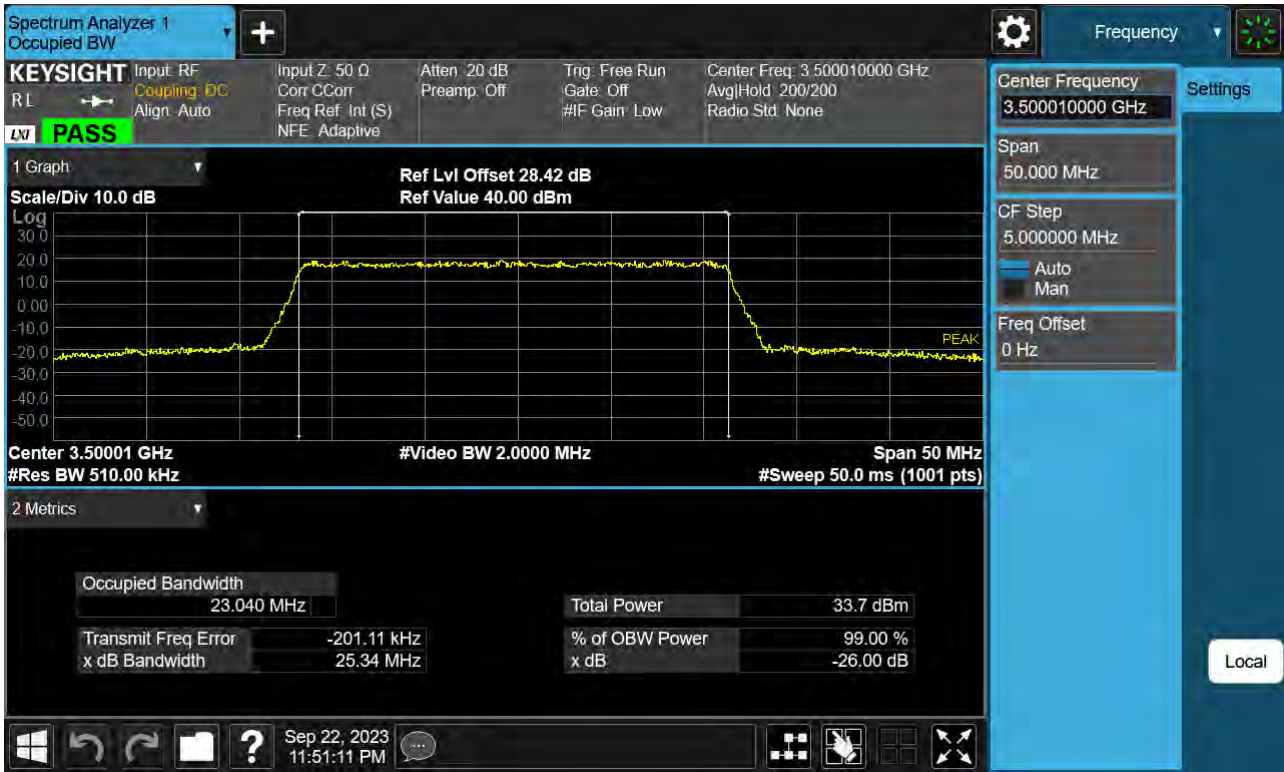 Spectrum Analyzer 1
Occupied BW
+
Frequency
KEYSIGHT
RL
LXI PASS
Input: RF
Coupling: DC
Align: Auto
Input Z: 50 Ω
Corr CCorr
Freq Ref: Int (S)
NFE: Adaptive
Atten: 20 dB
Preamp: Off
Trig: Free Run
Gate: Off
#IF Gain: Low
Center Freq: 3.500010000 GHz
Avg|Hold: 200/200
Radio Std: None
1 Graph
Scale/Div 10.0 dB
Ref Lvl Offset 28.42 dB
Ref Value 40.00 dBm
Log
30.0
20.0
10.0
0.00
-10.0
-20.0
-30.0
-40.0
-50.0
PEAK
Center 3.50001 GHz
#Video BW 2.0000 MHz
Span 50 MHz
#Res BW 510.00 kHz
#Sweep 50.0 ms (1001 pts)
2 Metrics
Occupied Bandwidth
23.040 MHz
Total Power 33.7 dBm
Transmit Freq Error -201.11 kHz
% of OBW Power 99.00 %
x dB Bandwidth 25.34 MHz
x dB -26.00 dB
Center Frequency
3.500010000 GHz
Settings
Span
50.000 MHz
CF Step
5.000000 MHz
Auto
Man
Freq Offset
0 Hz
Local
?
Sep 22, 2023
11:51:11 PM